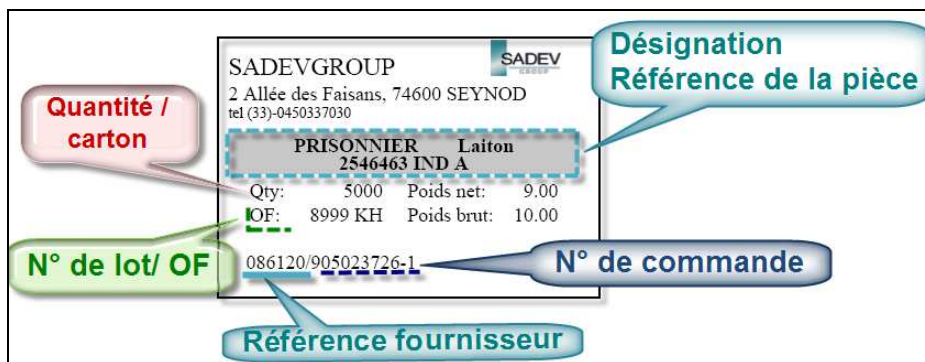 Désignation
Référence de la pièce
SADEV
GROUP
SADEVGROUP
2 Allée des Faisans, 74600 SEYNOD
tel (33)-0450337030
Quantité /
carton
PRISONNIER Laiton
2546463 IND A
Qty: 5000 Poids net: 9.00
OF: 8999 KH Poids brut: 10.00
N° de lot/ OF
086120/905023726-1
N° de commande
Référence fournisseur